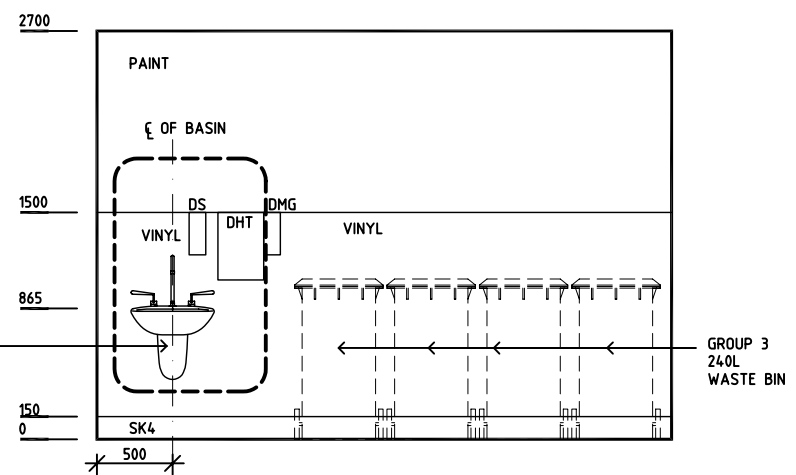 2700
PAINT
℄ OF BASIN
1500
DS
DMG
DHT
VINYL
VINYL
865
GROUP 3
240L
WASTE BIN
150
0
SK4
500